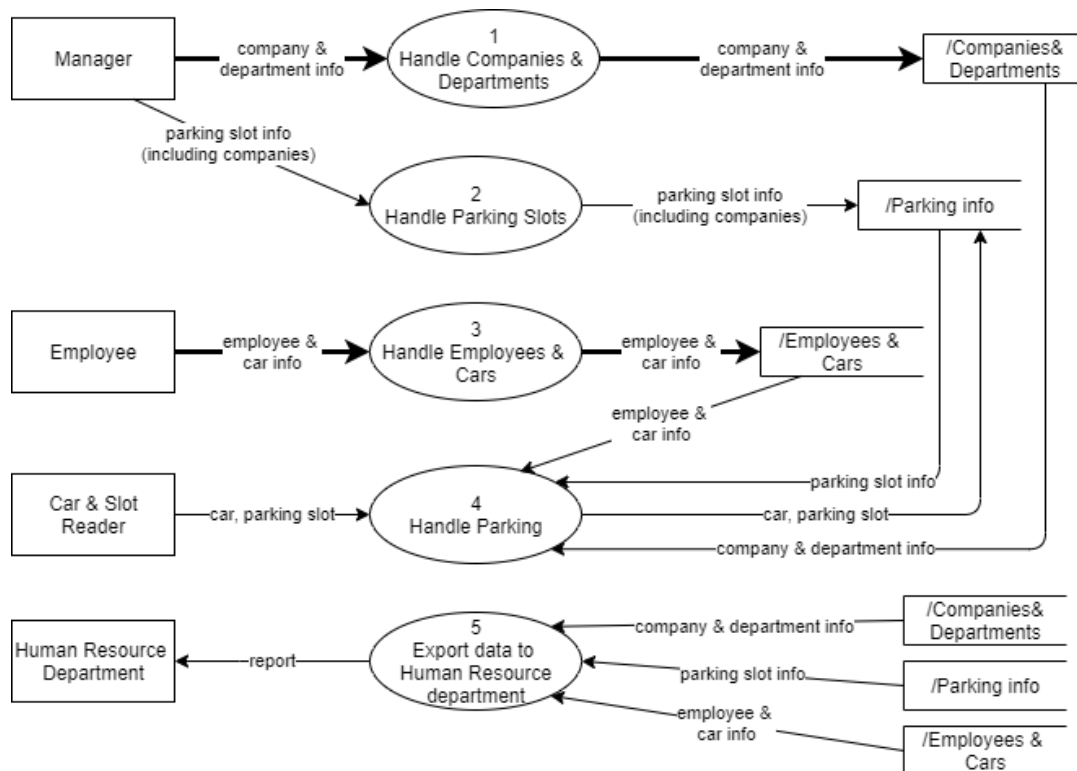 Manager
company &
department info
1
Handle Companies &
Departments
company &
department info
/Companies&
Departments
parking slot info
(including companies)
2
Handle Parking Slots
parking slot info
(including companies)
/Parking info
Employee
employee &
car info
3
Handle Employees &
Cars
employee &
car info
/Employees &
Cars
employee &
car info
parking slot info
Car & Slot
Reader
car, parking slot
4
Handle Parking
car, parking slot
company & department info
Human Resource
Department
report
5
Export data to
Human Resource
department
company & department info
/Companies&
Departments
parking slot info
/Parking info
employee &
car info
/Employees &
Cars